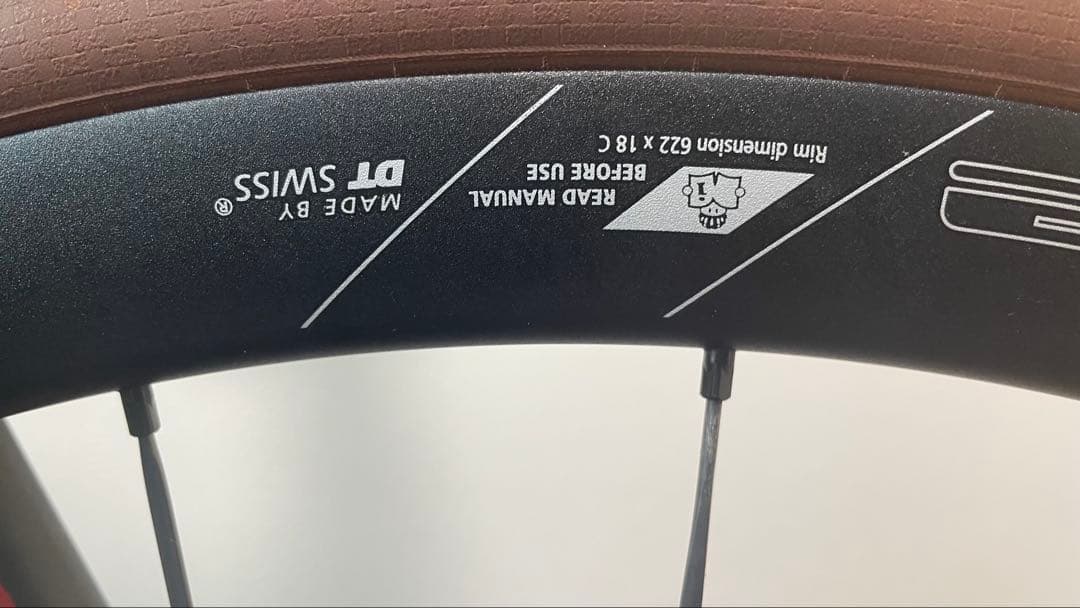 MADE BY
DT SWISS®
READ MANUAL
BEFORE USE
Rim dimension 622 x 18 C